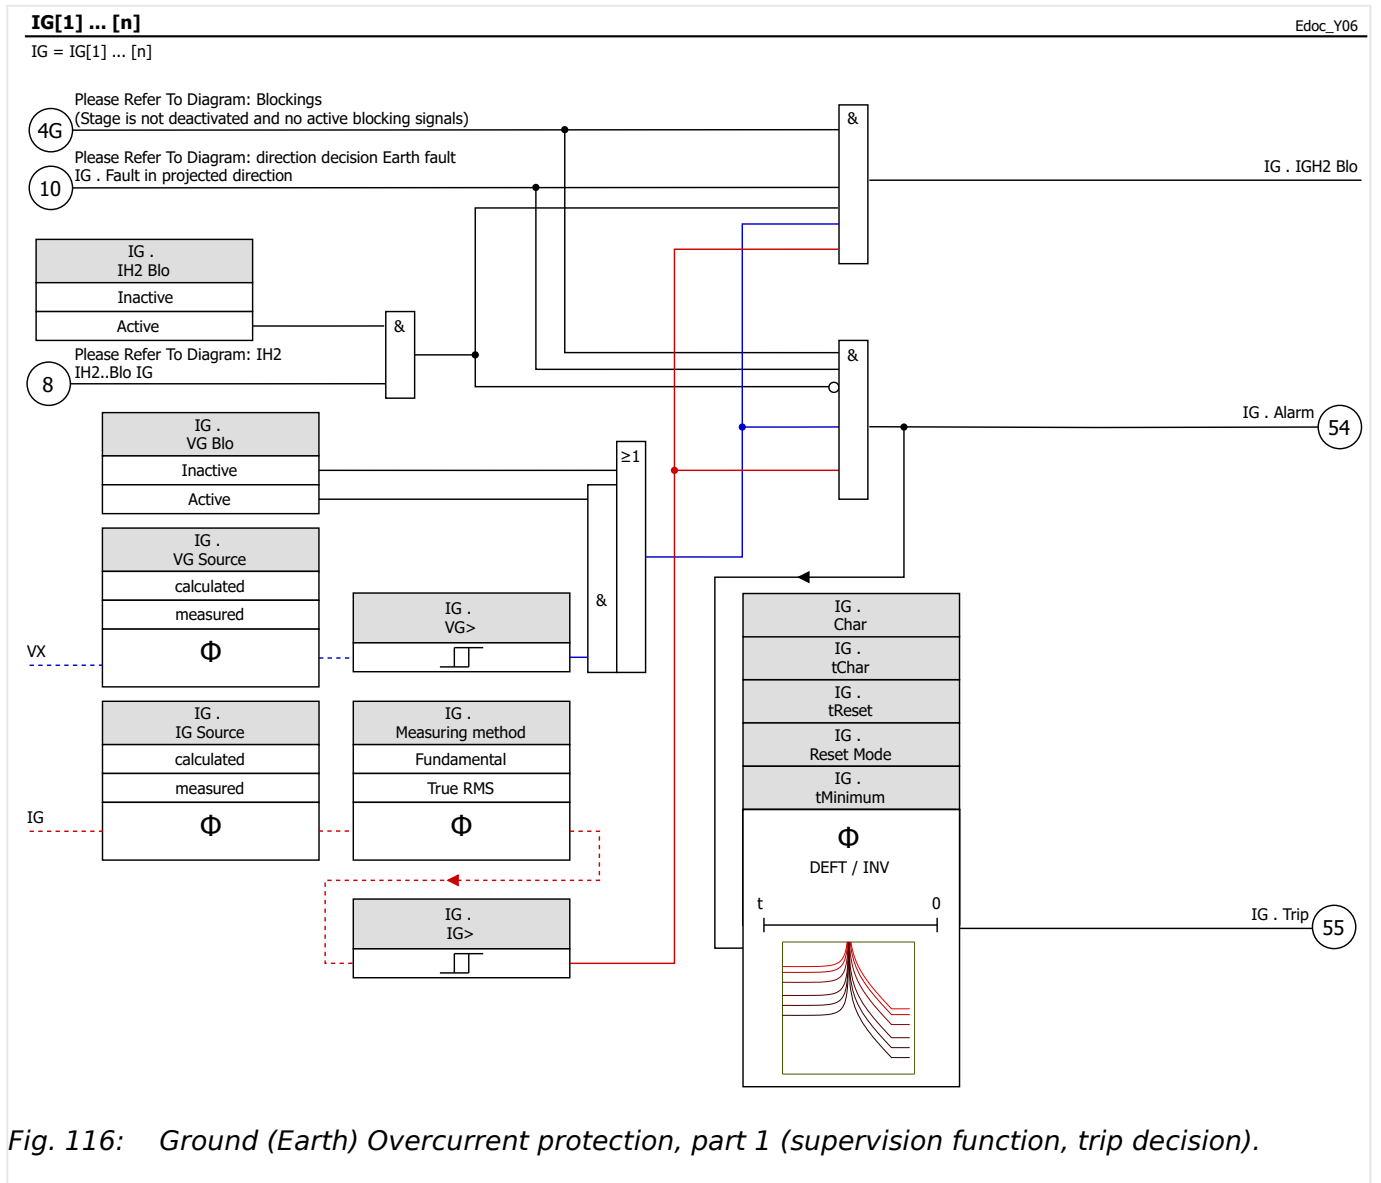 IG[1] ... [n]
Edoc_Y06
IG = IG[1] ... [n]
Please Refer To Diagram: Blockings
4G
(Stage is not deactivated and no active blocking signals)
&
Please Refer To Diagram: direction decision Earth fault
10
IG . Fault in projected direction
IG . IGH2 Blo
IG .
IH2 Blo
Inactive
Active
&
Please Refer To Diagram: IH2
8
IH2..Blo IG
&
IG . Alarm
54
IG .
VG Blo
Inactive
Active
≥1
&
IG .
VG Source
calculated
measured
Φ
VX
IG .
VG>
IG .
IG Source
calculated
measured
Φ
IG
IG .
Measuring method
Fundamental
True RMS
Φ
IG .
IG>
IG .
Char
IG .
tChar
IG .
tReset
IG .
Reset Mode
IG .
tMinimum
Φ
DEFT / INV
t 0
IG . Trip
55
Fig. 116: Ground (Earth) Overcurrent protection, part 1 (supervision function, trip decision).